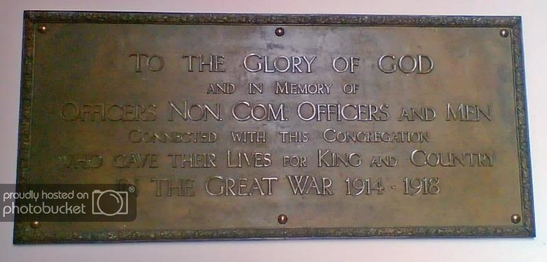 TO THE GLORY OF GOD
AND IN MEMORY OF
OFFICERS NON. COM. OFFICERS AND MEN
CONNECTED WITH THIS CONGREGATION
WHO GAVE THEIR LIVES FOR KING AND COUNTRY
IN THE GREAT WAR 1914 - 1918
proudly hosted on
photobucket